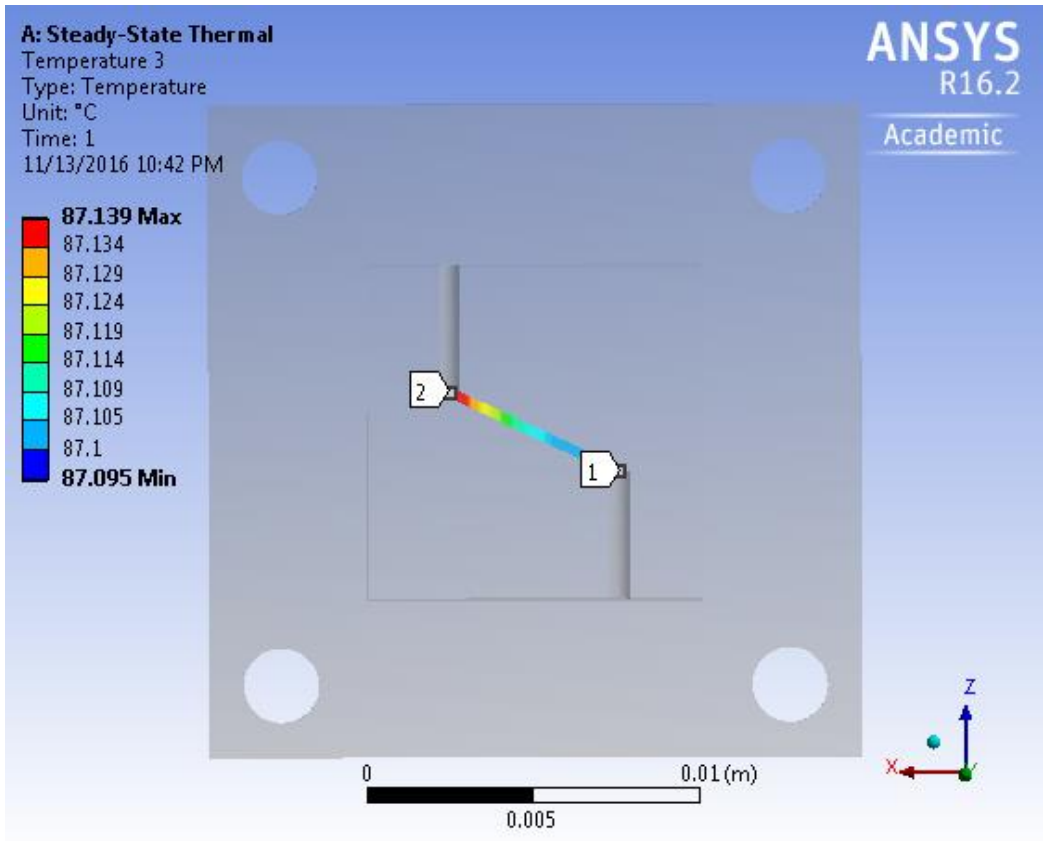 A: Steady-State Thermal
Temperature 3
Type: Temperature
Unit: °C
Time: 1
11/13/2016 10:42 PM
ANSYS
R16.2
Academic
87.139 Max
87.134
87.129
87.124
87.119
87.114
87.109
87.105
87.1
87.095 Min
2
1
0
0.01 (m)
0.005
Z
X